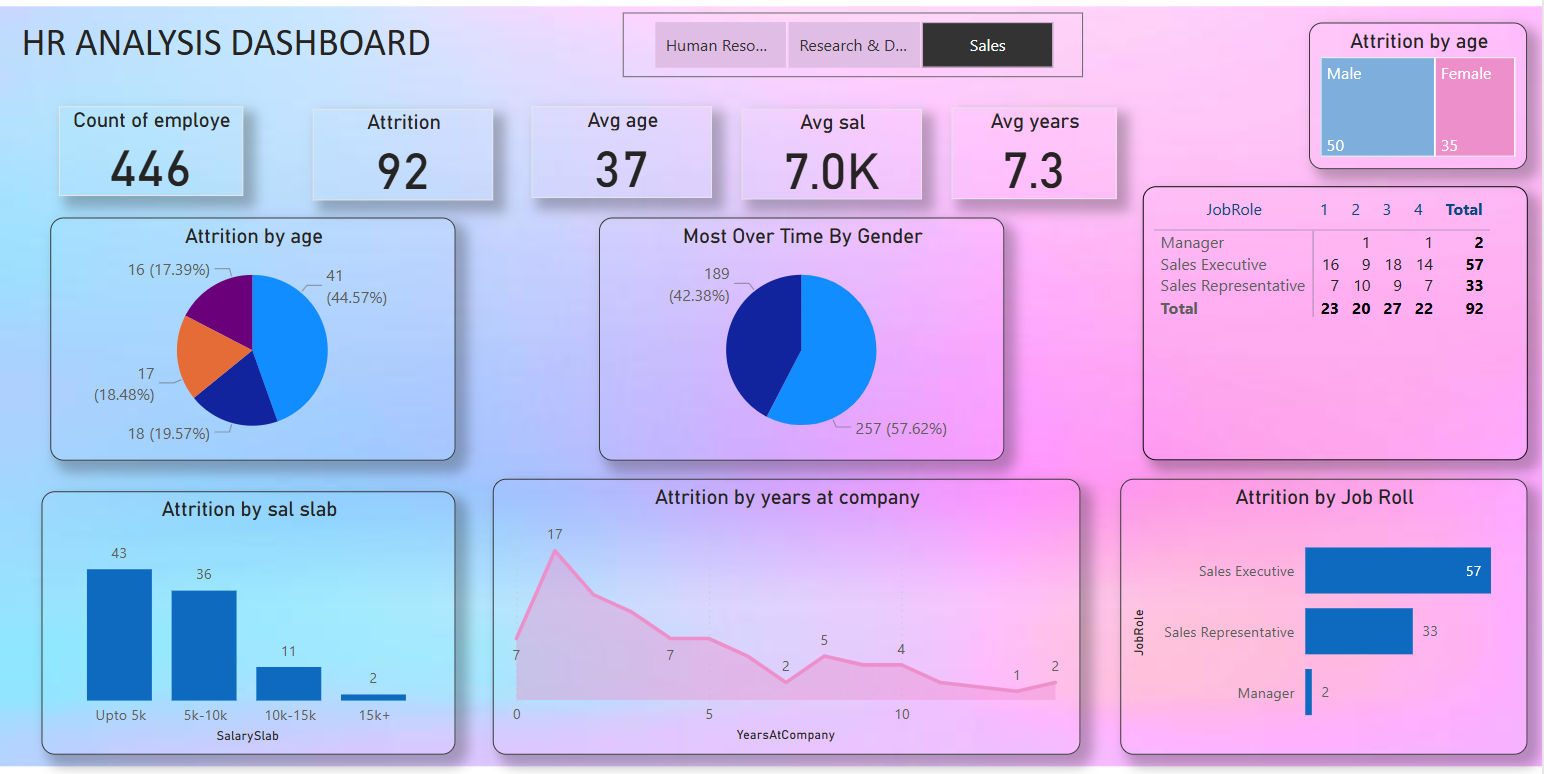 HR ANALYSIS DASHBOARD
Human Reso...
Research & D...
Sales
Attrition by age
Male
Female
50
35
Count of employe
446
Attrition
92
Avg age
37
Avg sal
7.0K
Avg years
7.3
Attrition by age
16 (17.39%)
41
(44.57%)
17
(18.48%)
18 (19.57%)
Most Over Time By Gender
189
(42.38%)
257 (57.62%)
JobRole 1 2 3 4 Total
Manager 1 1 2
Sales Executive 16 9 18 14 57
Sales Representative 7 10 9 7 33
Total 23 20 27 22 92
Attrition by sal slab
43
36
11
2
Upto 5k 5k-10k 10k-15k 15k+
SalarySlab
Attrition by years at company
17
7
7
2
5
4
1
2
0 5 10
YearsAtCompany
Attrition by Job Roll
JobRole
Sales Executive 57
Sales Representative 33
Manager 2